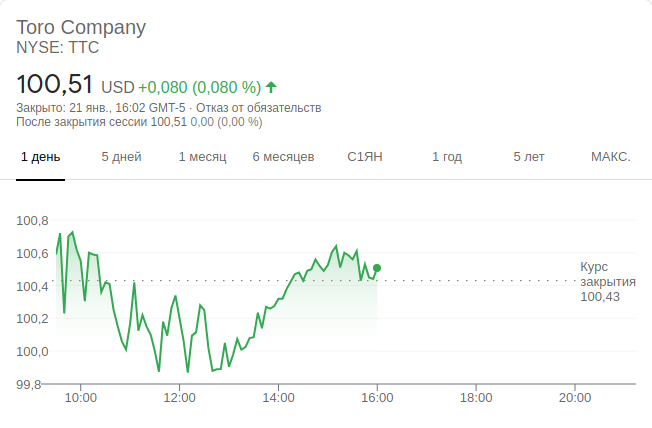 Toro Company
NYSE: TTC
100,51 USD +0,080 (0,080 %)
Закрыто: 21 янв., 16:02 GMT-5 · Отказ от обязательств
После закрытия сессии 100,51 0,00 (0,00 %)
1 день 5 дней 1 месяц 6 месяцев С1ЯН 1 год 5 лет МАКС.
100,8
100,6
100,4
100,2
100,0
99,8
Курс
закрытия
100,43
10:00 12:00 14:00 16:00 18:00 20:00